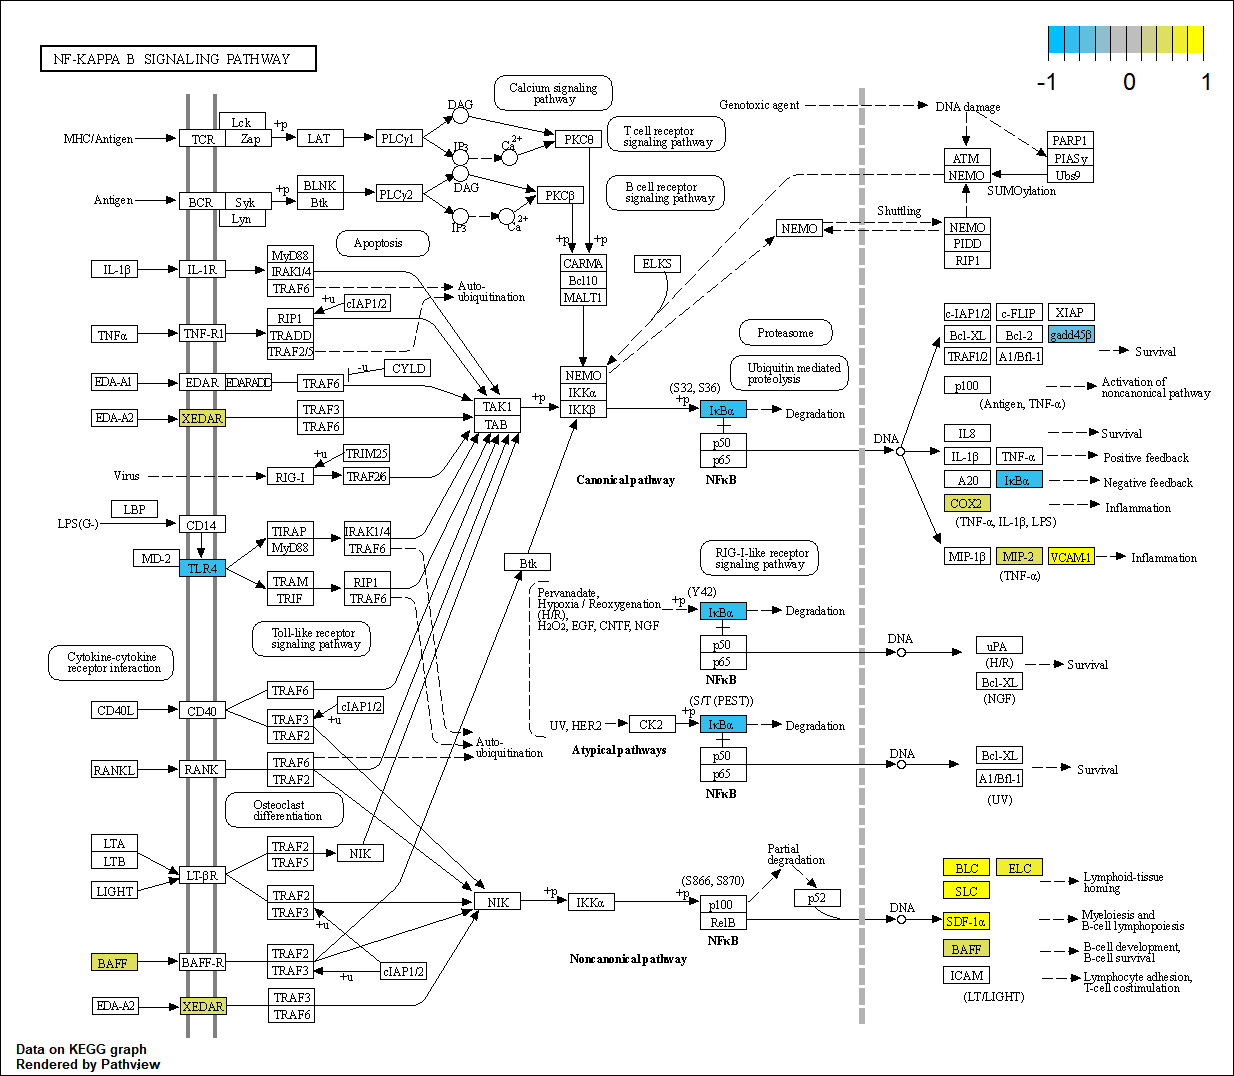 NF-KAPPA B SIGNALING PATHWAY
-1 0 1
Calcium signaling
pathway
T cell receptor
signaling pathway
B cell receptor
signaling pathway
MHC/Antigen
TCR
Lck
Zap
+p
LAT
PLCγ1
DAG
IP3
Ca2+
PKCθ
Antigen
BCR
Syk
Lyn
+p
BLNK
Btk
PLCγ2
DAG
IP3
Ca2+
PKCβ
+p
+p
CARMA
Bcl10
MALT1
ELKS
Genotoxic agent
DNA damage
ATM
NEMO
PARP1
PIASy
Ubs9
SUMOylation
Shuttling
NEMO
NEMO
PIDD
RIP1
Apoptosis
IL-1β
IL-1R
MyD88
IRAK1/4
TRAF6
Auto-
ubiquitination
+u
cIAP1/2
TNFα
TNF-R1
RIP1
TRADD
TRAF2/5
EDA-A1
EDAR
EDARADD
TRAF6
-u
CYLD
EDA-A2
XEDAR
TRAF3
TRAF6
TAK1
TAB
+p
NEMO
IKKα
IKKβ
Proteasome
Ubiquitin mediated
proteolysis
(S32, S36)
+p
IκBα
Degradation
p50
p65
NFκB
Canonical pathway
DNA
c-IAP1/2
c-FLIP
XIAP
Bcl-XL
Bcl-2
gadd45β
TRAF1/2
A1/Bfl-1
Survival
p100
Activation of
noncanonical pathway
(Antigen, TNF-α)
IL8
Survival
IL-1β
TNF-α
Positive feedback
A20
IκBα
Negative feedback
COX2
Inflammation
(TNF-α, IL-1β, LPS)
MIP-1β
MIP-2
VCAM-1
Inflammation
(TNF-α)
Virus
RIG-I
+u
TRIM25
TRAF2/6
LBP
LPS(G-)
CD14
MD-2
TLR4
TIRAP
MyD88
IRAK1/4
TRAF6
TRAM
TRIF
RIP1
TRAF6
Toll-like receptor
signaling pathway
Cytokine-cytokine
receptor interaction
Btk
RIG-I-like receptor
signaling pathway
Pervanadate,
Hypoxia / Reoxygenation
(H/R),
H2O2, EGF, CNTF, NGF
+p
(Y42)
IκBα
Degradation
p50
p65
NFκB
DNA
uPA
(H/R)
Bcl-XL
(NGF)
Survival
CD40L
CD40
TRAF6
TRAF3
TRAF2
cIAP1/2
+u
Auto-
ubiquitination
RANKL
RANK
TRAF6
TRAF2
UV, HER2
CK2
+p
(S/T (PEST))
IκBα
Degradation
Atypical pathways
p50
p65
NFκB
DNA
Bcl-XL
A1/Bfl-1
(UV)
Survival
Osteoclast
differentiation
LTA
LTB
LIGHT
LT-βR
TRAF2
TRAF5
NIK
TRAF2
TRAF3
+u
NIK
+p
IKKα
+p
(S866, S870)
p100
RelB
NFκB
Partial
degradation
p52
DNA
Noncanonical pathway
BLC
ELC
SLC
Lymphoid-tissue
homing
SDF-1α
Myeloiesis and
B-cell lymphopoiesis
BAFF
B-cell development,
B-cell survival
ICAM
Lymphocyte adhesion,
T-cell costimulation
(LT/LIGHT)
BAFF
BAFF-R
TRAF2
TRAF3
+u
cIAP1/2
EDA-A2
XEDAR
TRAF3
TRAF6
Data on KEGG graph
Rendered by Pathview